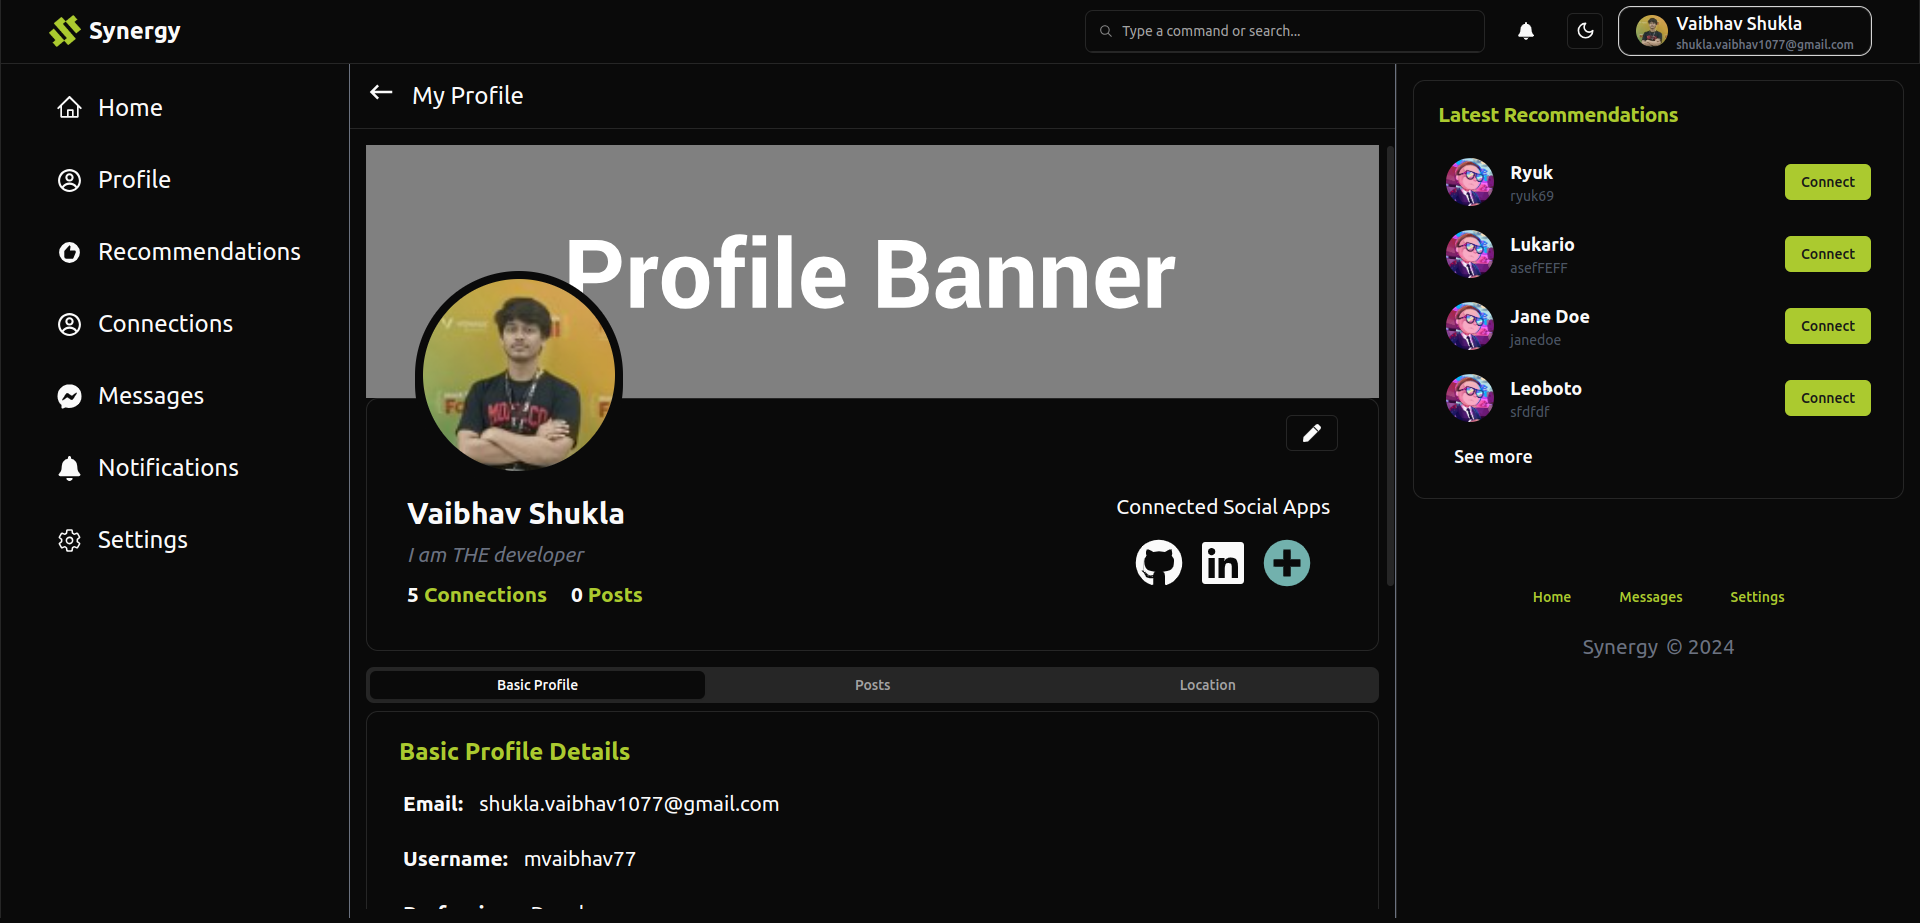 Synergy
Type a command or search...
Vaibhav Shukla
shukla.vaibhav1077@gmail.com
Home
Profile
Recommendations
Connections
Messages
Notifications
Settings
My Profile
Profile Banner
Vaibhav Shukla
I am THE developer
5 Connections 0 Posts
Connected Social Apps
in
Basic Profile Posts Location
Basic Profile Details
Email: shukla.vaibhav1077@gmail.com
Username: mvaibhav77
Latest Recommendations
Ryuk
ryuk69
Connect
Lukario
asefFEFF
Connect
Jane Doe
janedoe
Connect
Leoboto
sfdfdf
Connect
See more
Home Messages Settings
Synergy © 2024